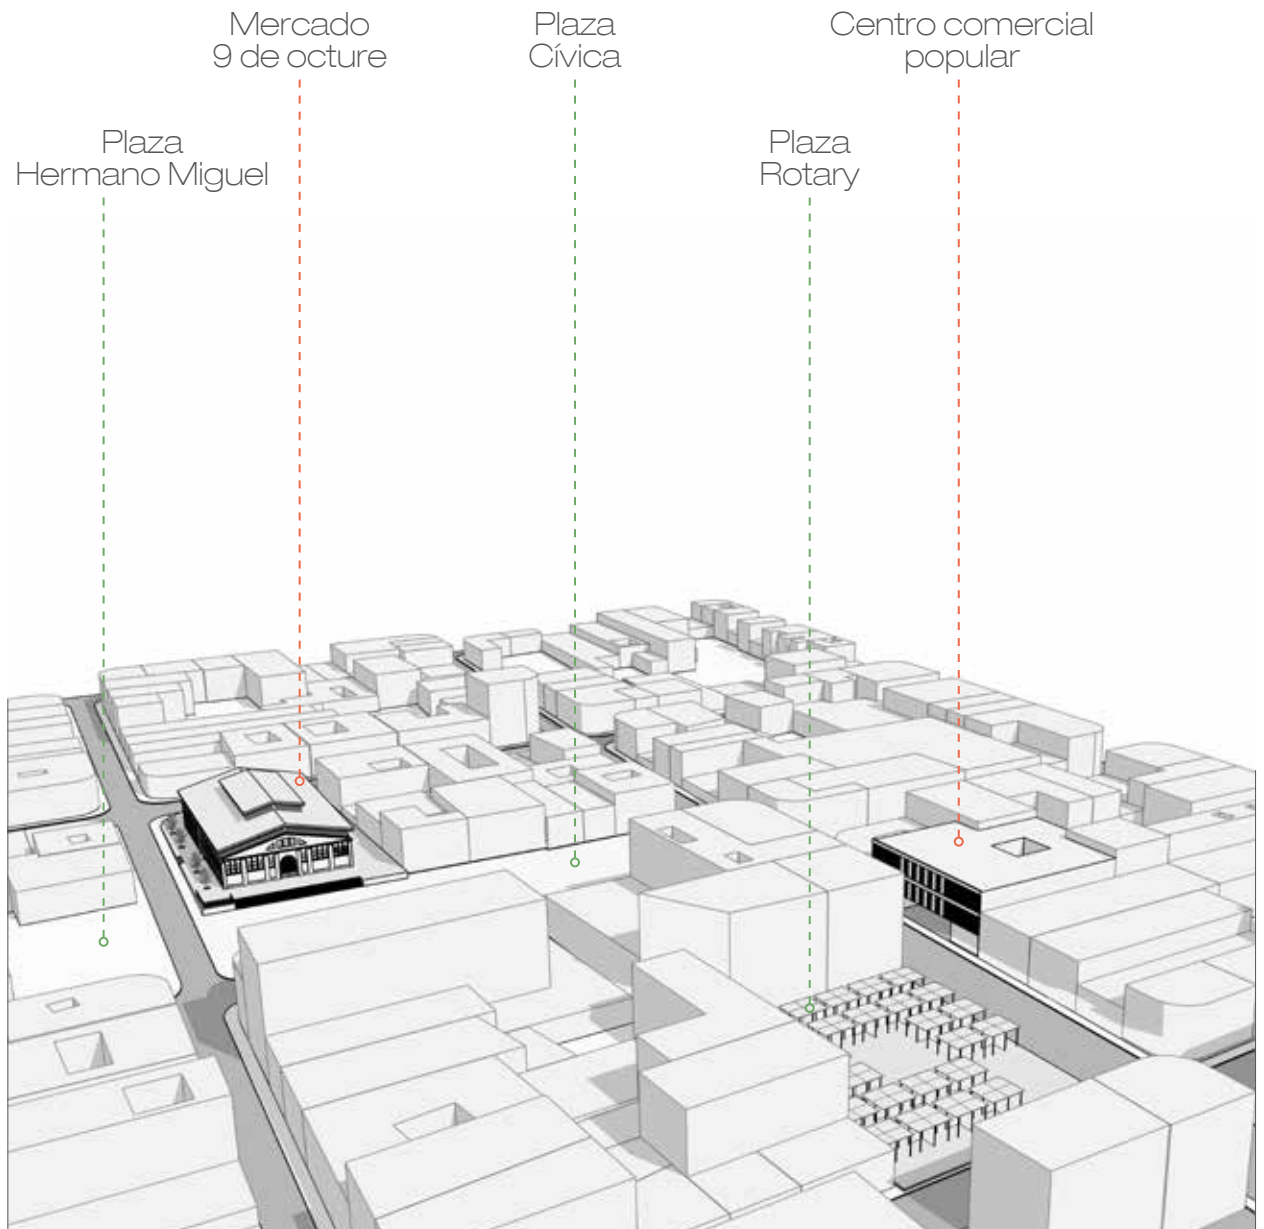 Mercado
9 de octure
Plaza
Cívica
Centro comercial
popular
Plaza
Hermano Miguel
Plaza
Rotary